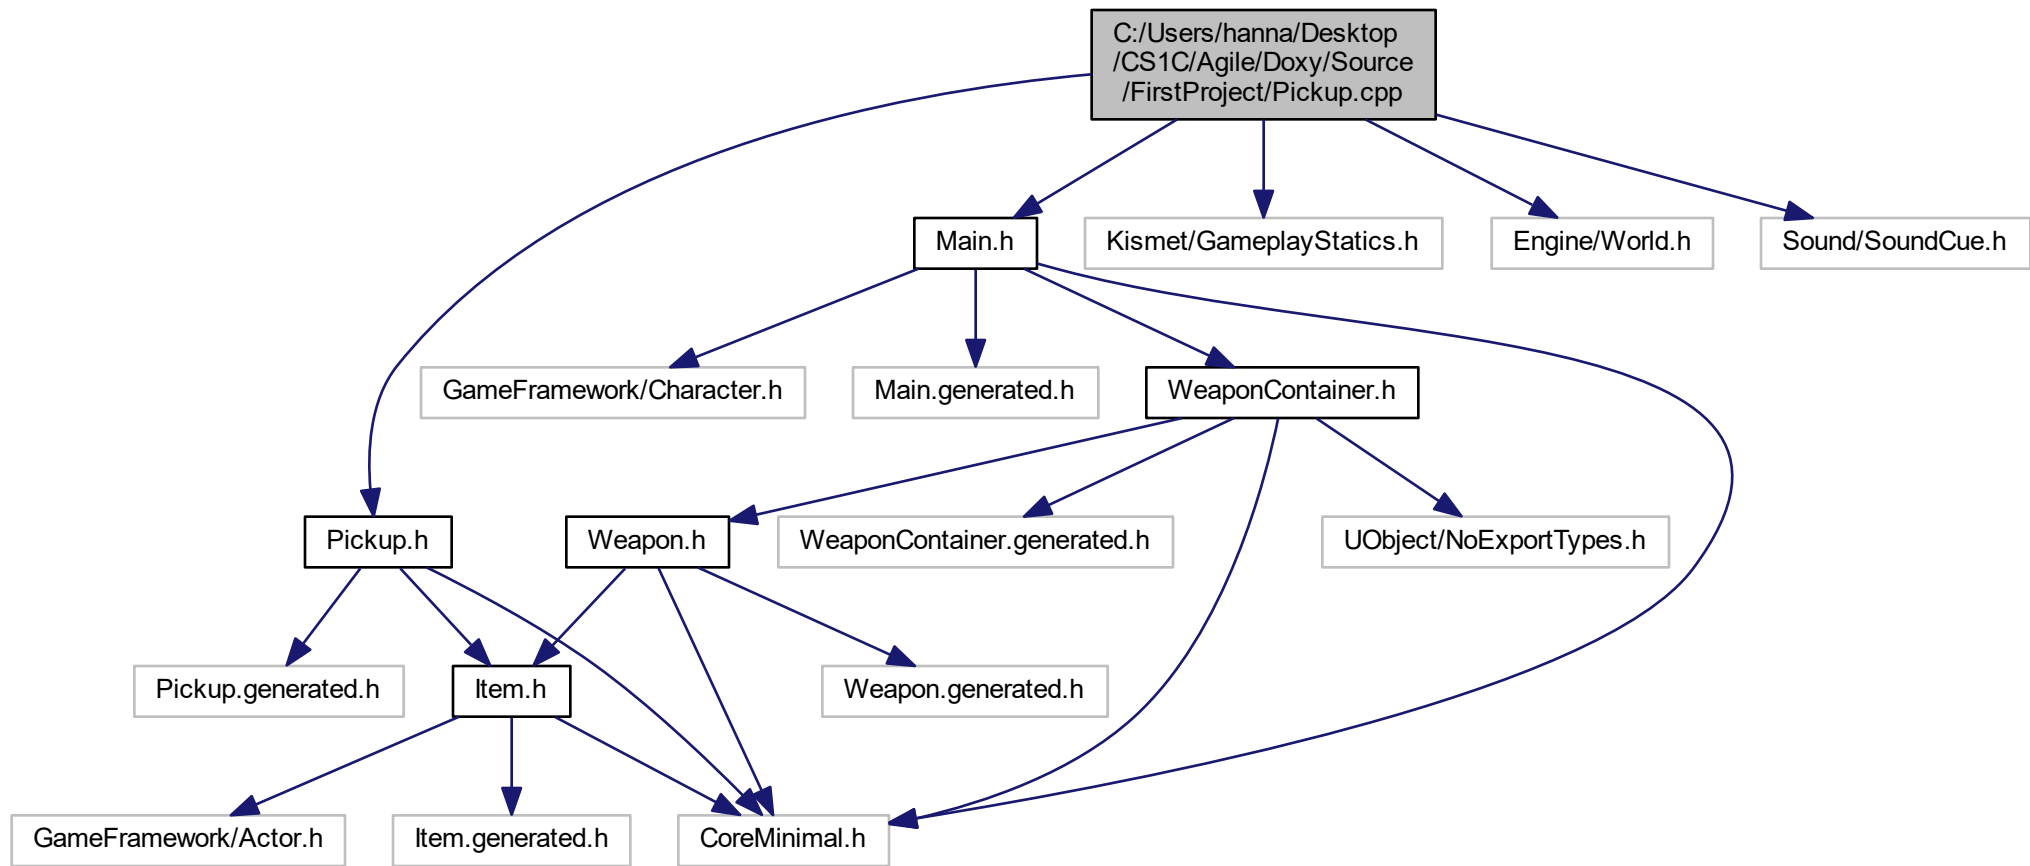 C:/Users/hanna/Desktop
/CS1C/Agile/Doxy/Source
/FirstProject/Pickup.cpp
Main.h
Kismet/GameplayStatics.h
Engine/World.h
Sound/SoundCue.h
GameFramework/Character.h
Main.generated.h
WeaponContainer.h
Pickup.h
Weapon.h
WeaponContainer.generated.h
UObject/NoExportTypes.h
Pickup.generated.h
Item.h
Weapon.generated.h
GameFramework/Actor.h
Item.generated.h
CoreMinimal.h